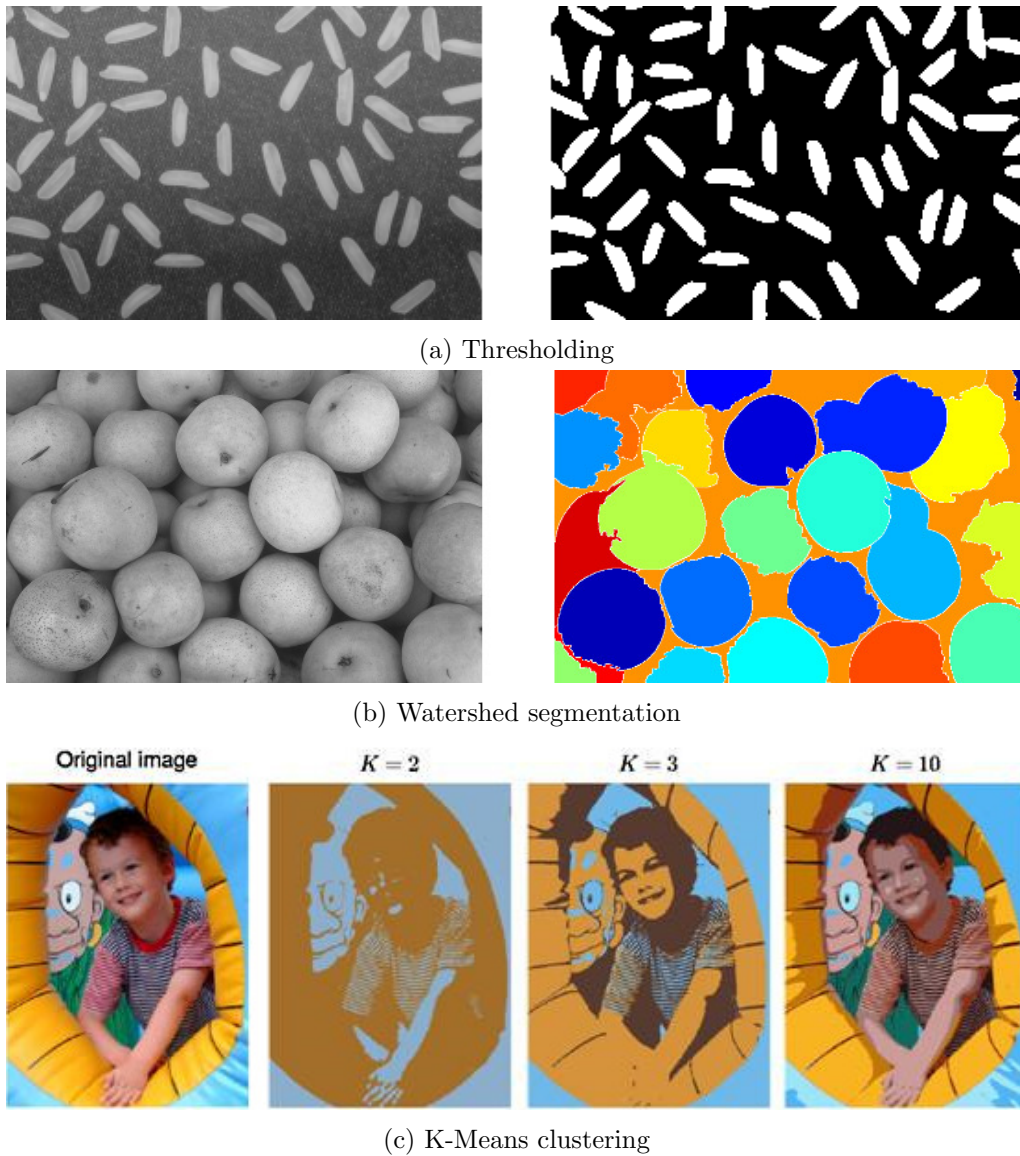 (a) Thresholding
(b) Watershed segmentation
Original image K = 2 K = 3 K = 10
(c) K-Means clustering